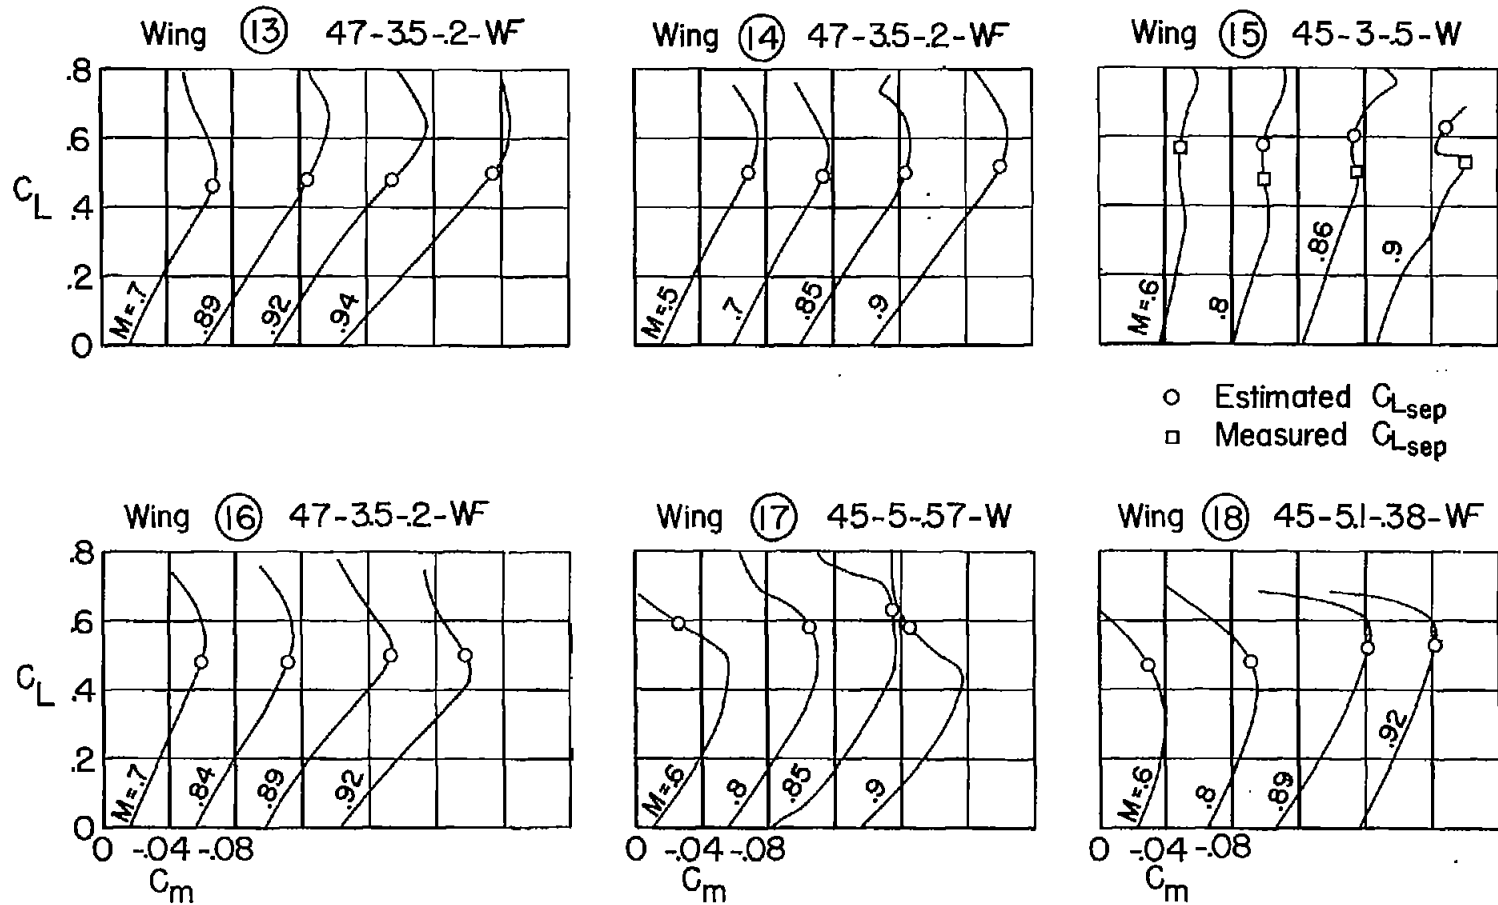 Wing 13 47-3.5-.2-WF
Wing 14 47-3.5-.2-WF
Wing 15 45-3-.5-W
.8
.6
CL .4
.2
0
M=.7 .89 .92 .94
M=.5 .7 .85 .9
M=.6 .8 .86 .9
○ Estimated CLsep
□ Measured CLsep
Wing 16 47-3.5-.2-WF
Wing 17 45-5-.57-W
Wing 18 45-5.1-.38-WF
.8
.6
CL .4
.2
0
M=.7 .84 .89 .92
M=.6 .8 .85 .9
M=.6 .8 .89 .92
0 -.04 -.08
Cm
0 -.04 -.08
Cm
0 -.04 -.08
Cm